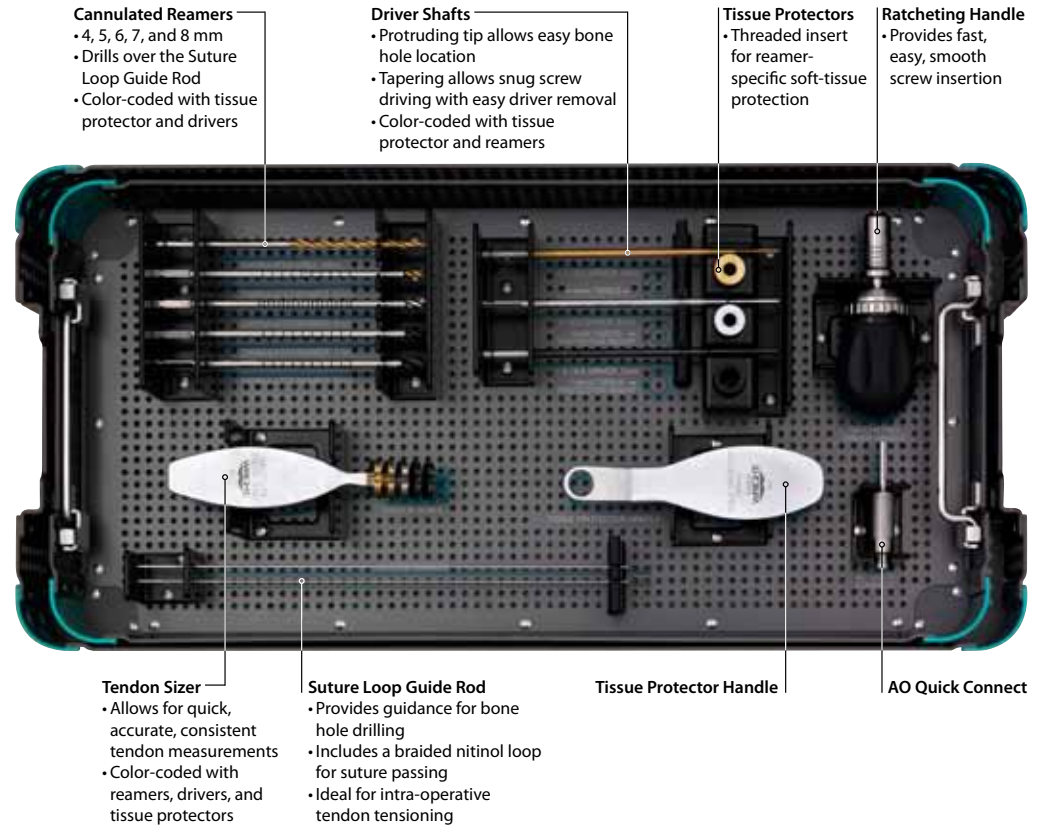 Cannulated Reamers
• 4, 5, 6, 7, and 8 mm
• Drills over the Suture
Loop Guide Rod
• Color-coded with tissue
protector and drivers
Driver Shafts
• Protruding tip allows easy bone
hole location
• Tapering allows snug screw
driving with easy driver removal
• Color-coded with tissue
protector and reamers
Tissue Protectors
• Threaded insert
for reamer-
specific soft-tissue
protection
Ratcheting Handle
• Provides fast,
easy, smooth
screw insertion
Tendon Sizer
• Allows for quick,
accurate, consistent
tendon measurements
• Color-coded with
reamers, drivers, and
tissue protectors
Suture Loop Guide Rod
• Provides guidance for bone
hole drilling
• Includes a braided nitinol loop
for suture passing
• Ideal for intra-operative
tendon tensioning
Tissue Protector Handle
AO Quick Connect